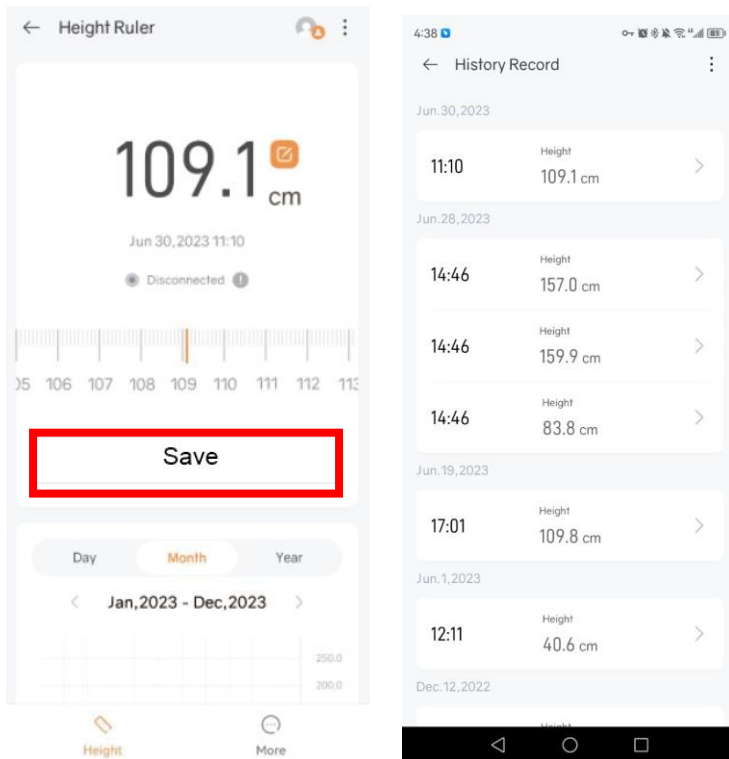 Height Ruler
109.1
cm
Jun 30,2023 11:10
Disconnected
105 106 107 108 109 110 111 112 113
Save
Day Month Year
Jan,2023 - Dec,2023
250.0
200.0
Height More
4:38
History Record
Jun.30,2023
Height
11:10
109.1 cm
Jun.28,2023
Height
14:46
157.0 cm
Height
14:46
159.9 cm
Height
14:46
83.8 cm
Jun.19,2023
Height
17:01
109.8 cm
Jun.1,2023
Height
12:11
40.6 cm
Dec.12,2022
Height